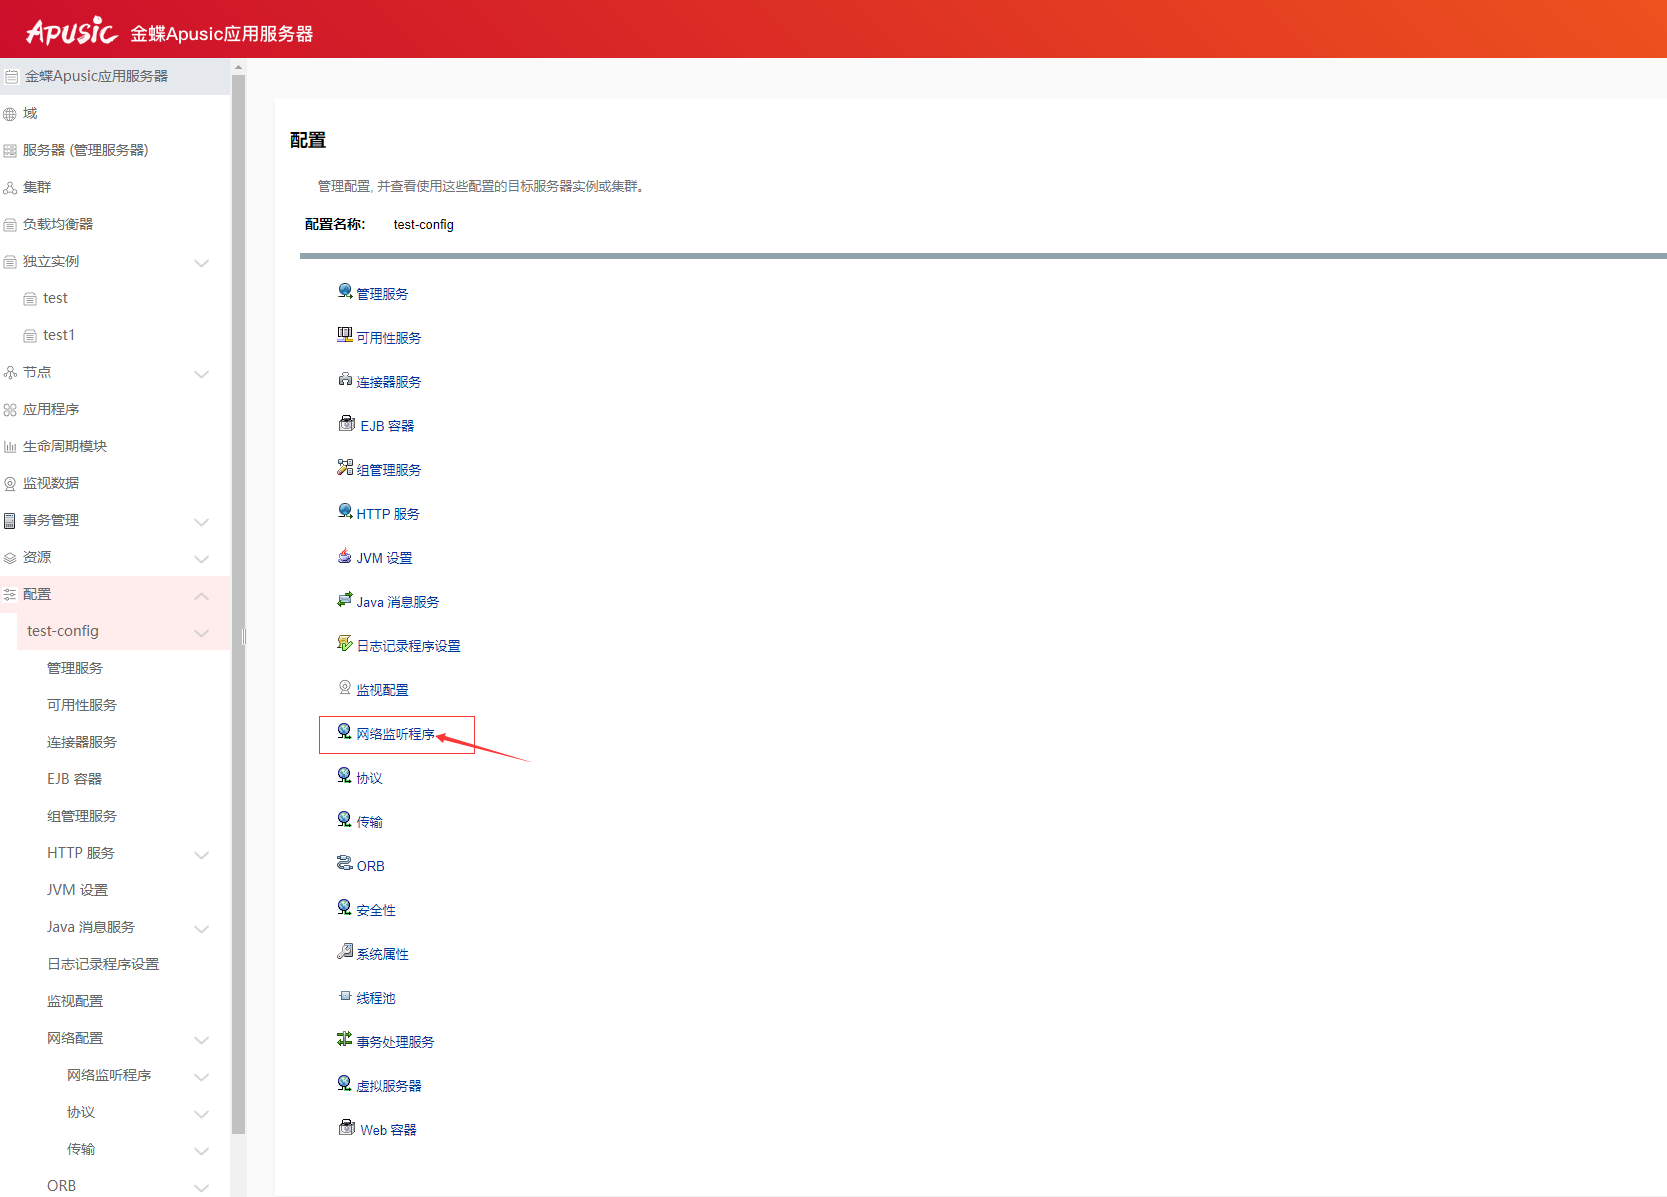 Apusic 金蝶Apusic应用服务器
金蝶Apusic应用服务器
域
服务器 (管理服务器)
集群
负载均衡器
独立实例
test
test1
节点
应用程序
生命周期模块
监视数据
事务管理
资源
配置
test-config
管理服务
可用性服务
连接器服务
EJB 容器
组管理服务
HTTP 服务
JVM 设置
Java 消息服务
日志记录程序设置
监视配置
网络配置
网络监听程序
协议
传输
ORB
配置
管理配置, 并查看使用这些配置的目标服务器实例或集群。
配置名称: test-config
管理服务
可用性服务
连接器服务
EJB 容器
组管理服务
HTTP 服务
JVM 设置
Java 消息服务
日志记录程序设置
监视配置
网络监听程序
协议
传输
ORB
安全性
系统属性
线程池
事务处理服务
虚拟服务器
Web 容器